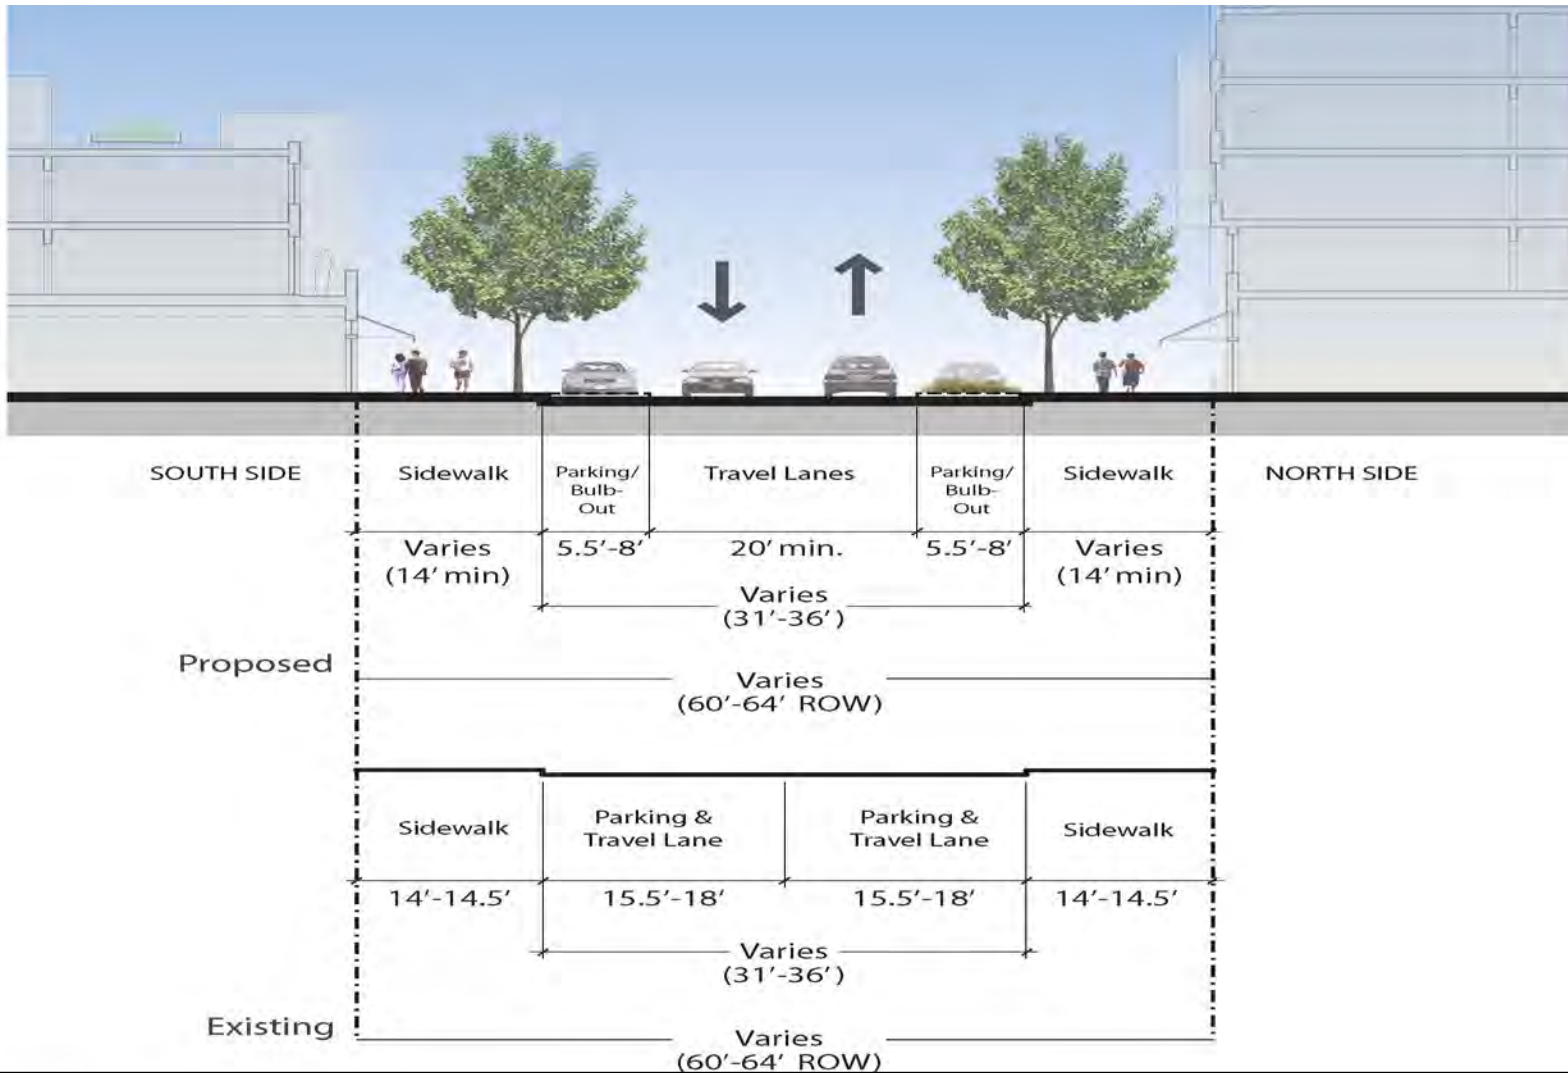 SOUTH SIDE
Sidewalk
Parking/
Bulb-
Out
Travel Lanes
Parking/
Bulb-
Out
Sidewalk
NORTH SIDE
Varies
(14' min)
5.5'-8'
20' min.
5.5'-8'
Varies
(14' min)
Varies
(31'-36')
Proposed
Varies
(60'-64' ROW)
Sidewalk
Parking &
Travel Lane
Parking &
Travel Lane
Sidewalk
14'-14.5'
15.5'-18'
15.5'-18'
14'-14.5'
Varies
(31'-36')
Existing
Varies
(60'-64' ROW)